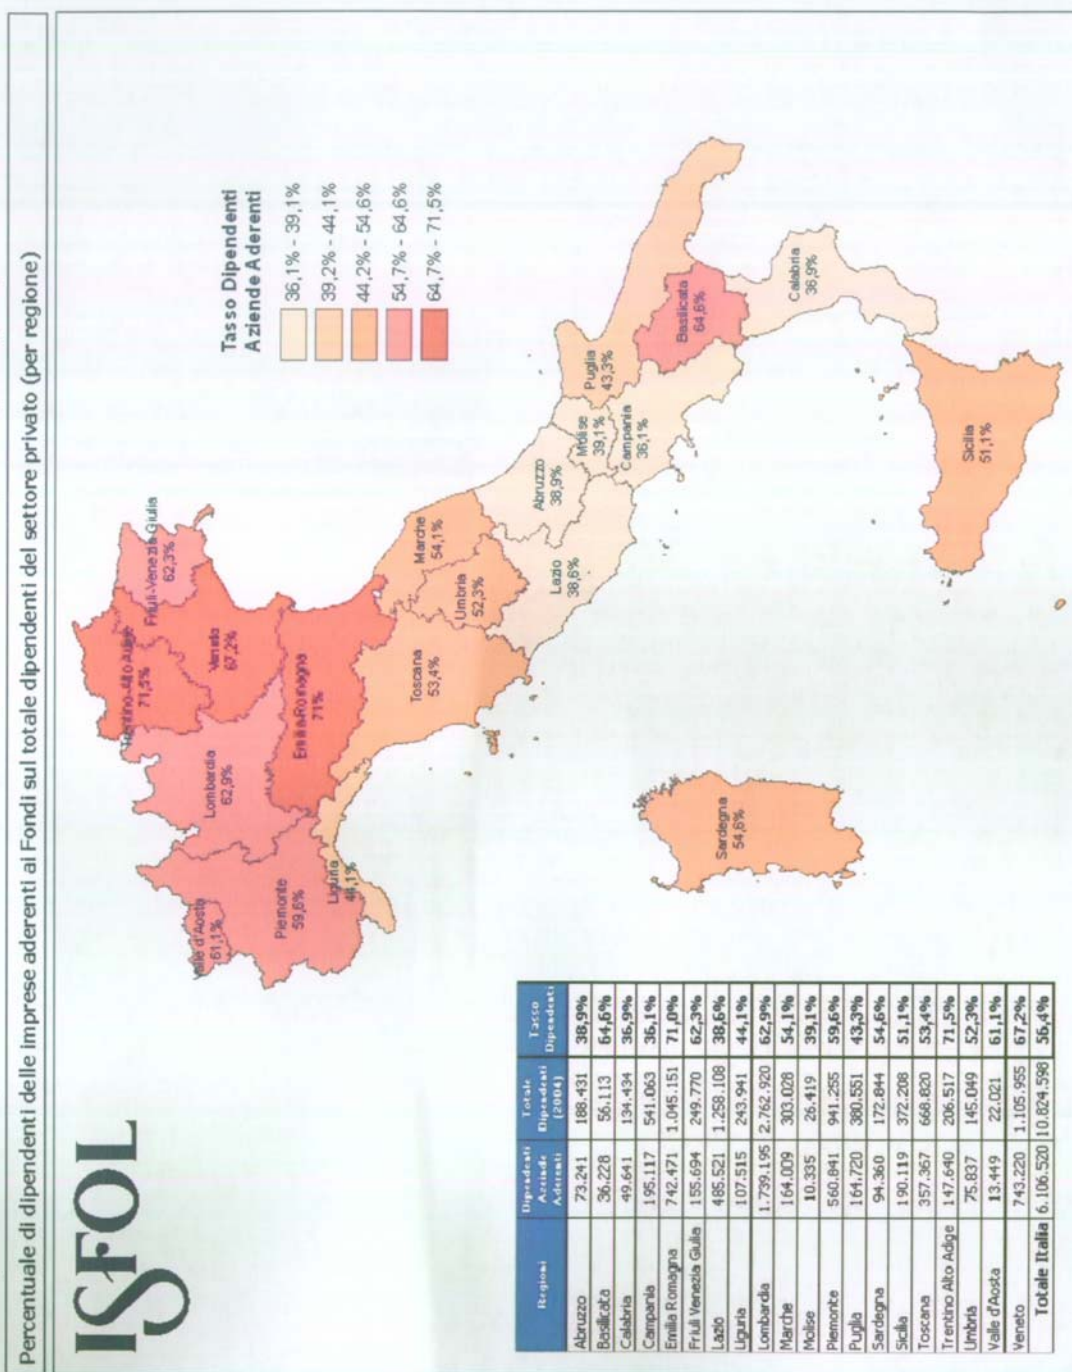 Percentuale di dipendenti delle imprese aderenti ai Fondi sul totale dipendenti del settore privato (per regione)
ISFOL
Tasso Dipendenti
Aziende Aderenti
36,1% - 39,1%
39,2% - 44,1%
44,2% - 54,6%
54,7% - 64,6%
64,7% - 71,5%
Trentino-Alto Adige
71,5%
Friuli-Venezia Giulia
62,3%
Valle d'Aosta
61,1%
Lombardia
62,9%
Veneto
67,2%
Piemonte
59,6%
Emilia-Romagna
71%
Liguria
44,1%
Toscana
53,4%
Marche
54,1%
Umbria
52,3%
Abruzzo
38,9%
Lazio
38,6%
Molise
39,1%
Campania
36,1%
Puglia
43,3%
Basilicata
64,6%
Calabria
36,9%
Sardegna
54,6%
Sicilia
51,1%
Regioni Dipendenti Aziende Aderenti Totale Dipendenti (2004) Tasso Dipendenti
Abruzzo 73.241 188.431 38,9%
Basilicata 36.228 56.113 64,6%
Calabria 49.641 134.434 36,9%
Campania 195.117 541.063 36,1%
Emilia Romagna 742.471 1.045.151 71,0%
Friuli Venezia Giulia 155.694 249.770 62,3%
Lazio 485.521 1.258.108 38,6%
Liguria 107.515 243.941 44,1%
Lombardia 1.739.195 2.762.920 62,9%
Marche 164.009 303.028 54,1%
Molise 10.335 26.419 39,1%
Piemonte 560.841 941.255 59,6%
Puglia 164.720 380.551 43,3%
Sardegna 94.360 172.844 54,6%
Sicilia 190.119 372.208 51,1%
Toscana 357.367 668.820 53,4%
Trentino Alto Adige 147.640 206.517 71,5%
Umbria 75.837 145.049 52,3%
Valle d'Aosta 13.449 22.021 61,1%
Veneto 743.220 1.105.955 67,2%
Totale Italia 6.106.520 10.824.598 56,4%